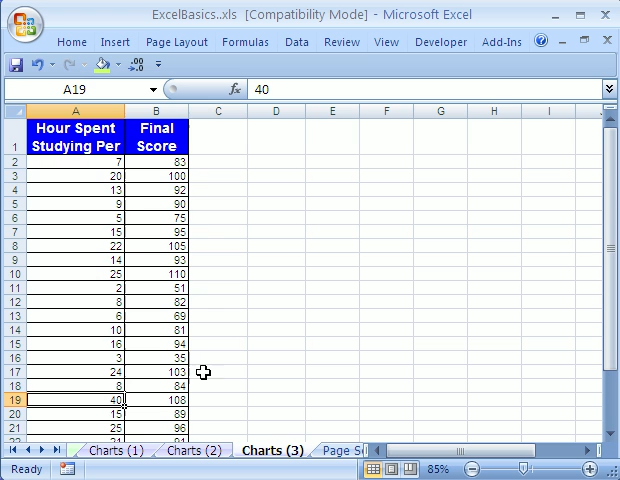 ExcelBasics..xls [Compatibility Mode] - Microsoft Excel
Home Insert Page Layout Formulas Data Review View Developer Add-Ins
A19 fx 40
A B C D E F G H I
1 Hour Spent Studying Per Final Score
2 7 83
3 20 100
4 13 92
5 9 90
6 5 75
7 15 95
8 22 105
9 14 93
10 25 110
11 2 51
12 8 82
13 6 69
14 10 81
15 16 94
16 3 35
17 24 103
18 8 84
19 40 108
20 15 89
21 25 96
22 21 91
Charts (1) Charts (2) Charts (3) Page
Ready 85%